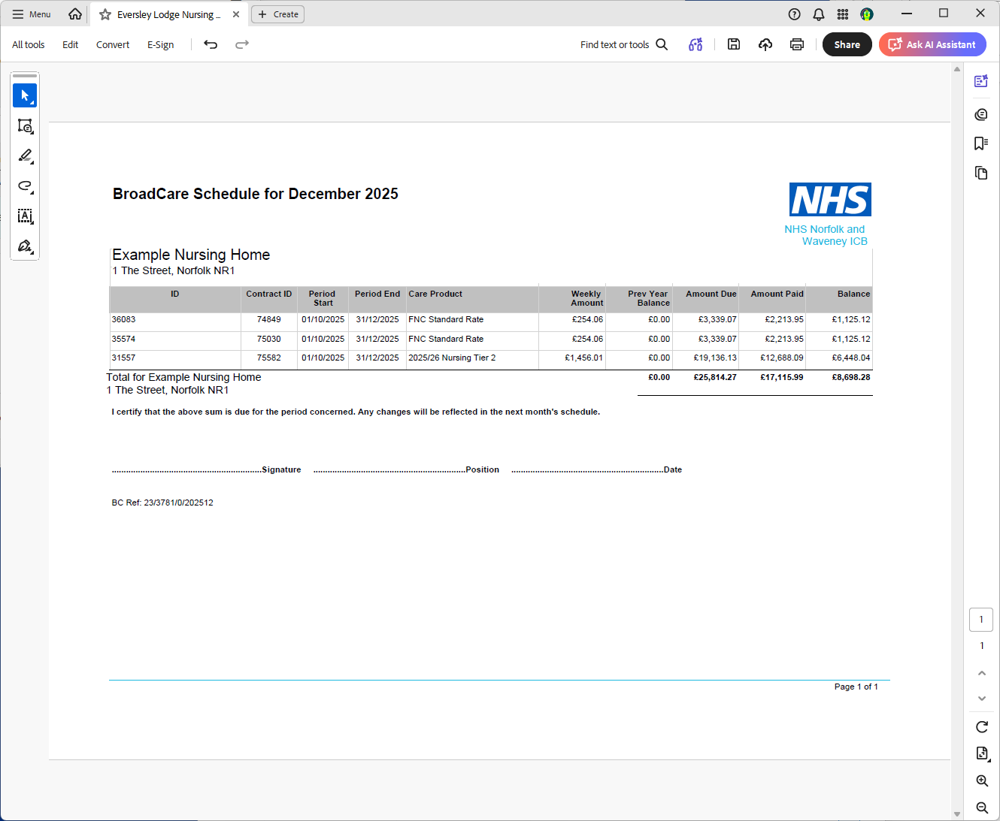 Menu Eversley Lodge Nursing ... Create
All tools Edit Convert E-Sign Find text or tools Share Ask AI Assistant
BroadCare Schedule for December 2025
NHS
NHS Norfolk and
Waveney ICB
Example Nursing Home
1 The Street, Norfolk NR1
ID Contract ID Period Start Period End Care Product Weekly Amount Prev Year Balance Amount Due Amount Paid Balance
36083 74849 01/10/2025 31/12/2025 FNC Standard Rate £254.06 £0.00 £3,339.07 £2,213.95 £1,125.12
35574 75030 01/10/2025 31/12/2025 FNC Standard Rate £254.06 £0.00 £3,339.07 £2,213.95 £1,125.12
31557 75582 01/10/2025 31/12/2025 2025/26 Nursing Tier 2 £1,456.01 £0.00 £19,136.13 £12,688.09 £6,448.04
Total for Example Nursing Home £0.00 £25,814.27 £17,115.99 £8,698.28
1 The Street, Norfolk NR1
I certify that the above sum is due for the period concerned. Any changes will be reflected in the next month's schedule.
...............................................................Signature ................................................................Position ................................................................Date
BC Ref: 23/3781/0/202512
1
1
Page 1 of 1